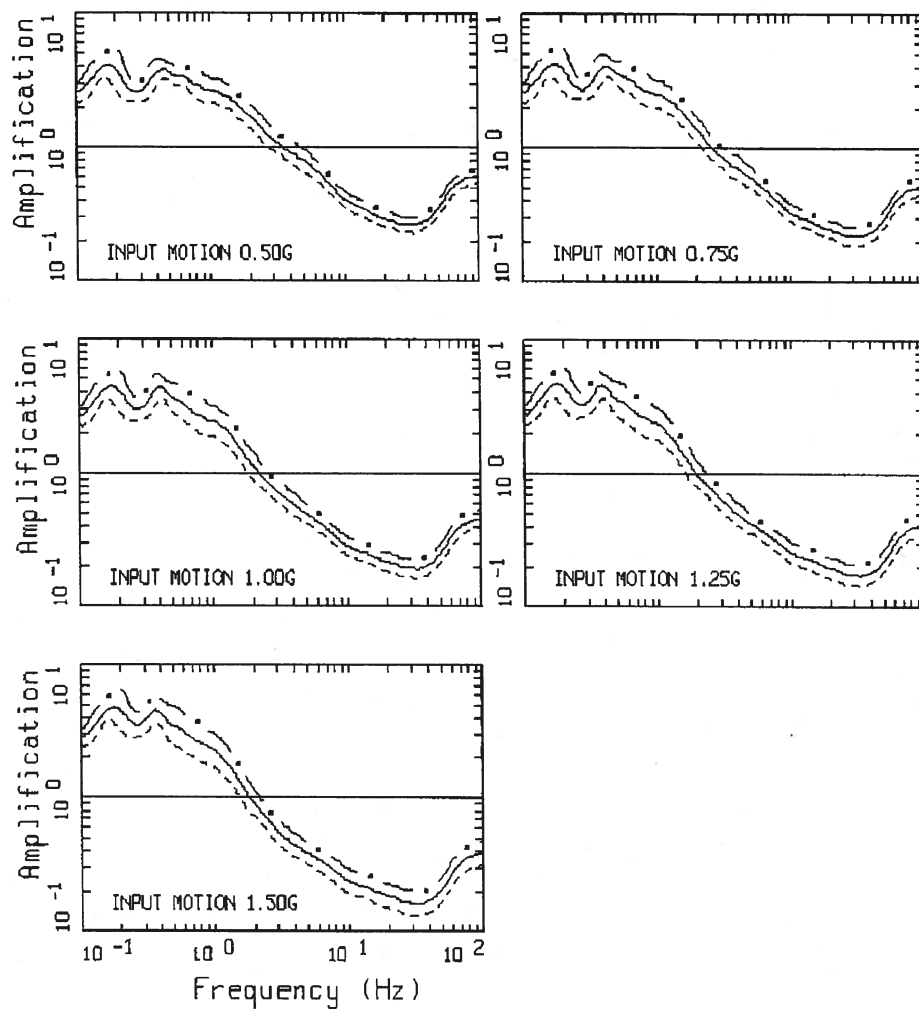 Amplification
10^1
10^0
10^-1
INPUT MOTION 0.50G
10^1
10^0
10^-1
INPUT MOTION 0.75G
Amplification
10^1
10^0
10^-1
INPUT MOTION 1.00G
10^1
10^0
10^-1
INPUT MOTION 1.25G
Amplification
10^1
10^0
10^-1
INPUT MOTION 1.50G
10^-1 10^0 10^1 10^2
Frequency (Hz)